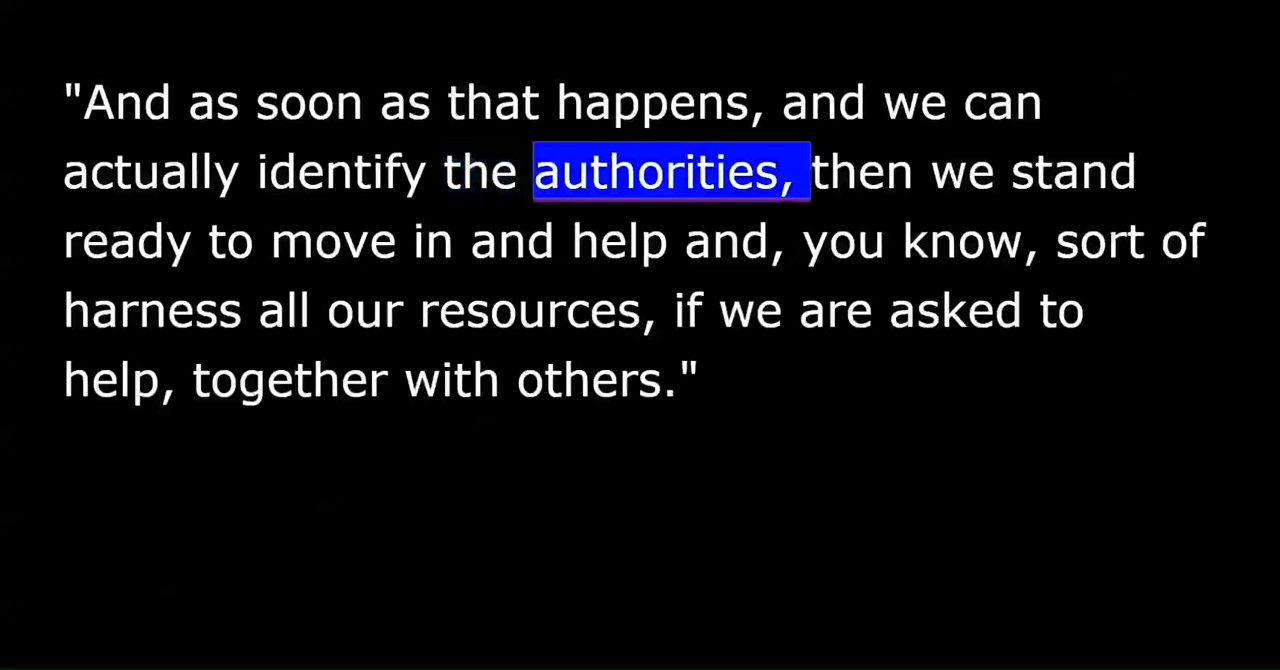 "And as soon as that happens, and we can
actually identify the authorities, then we stand
ready to move in and help and, you know, sort of
harness all our resources, if we are asked to
help, together with others."